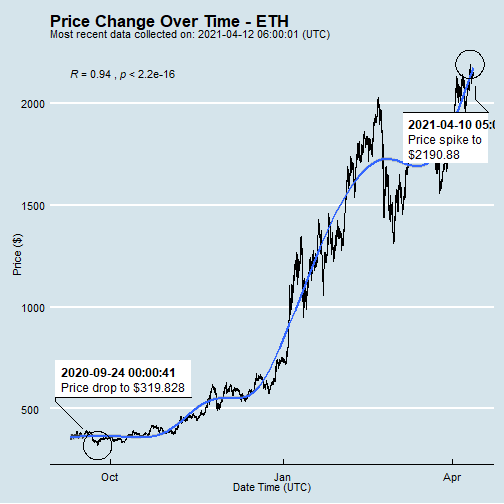 Price Change Over Time - ETH
Most recent data collected on: 2021-04-12 06:00:01 (UTC)
R = 0.94 , p < 2.2e-16
2000
2021-04-10 05:0
Price spike to
$2190.88
1500
Price ($)
1000
2020-09-24 00:00:41
Price drop to $319.828
500
Oct
Jan
Apr
Date Time (UTC)